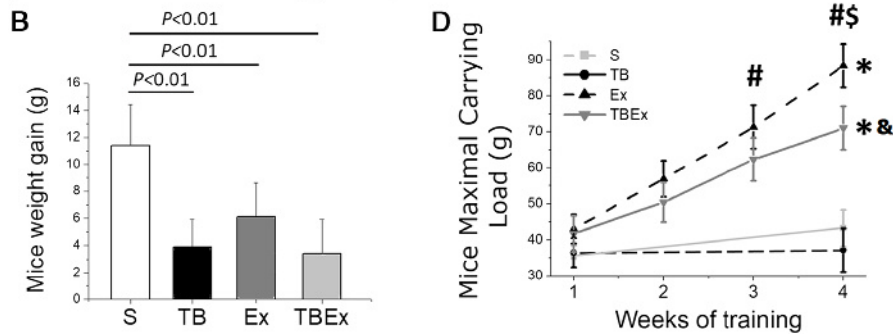 B
P<0.01
P<0.01
P<0.01
Mice weight gain (g)
16
14
12
10
8
6
4
2
0
S TB Ex TBEx
D
Mice Maximal Carrying
Load (g)
90
80
70
60
50
40
30
S
TB
Ex
TBEx
#
#$
*
*&
1 2 3 4
Weeks of training